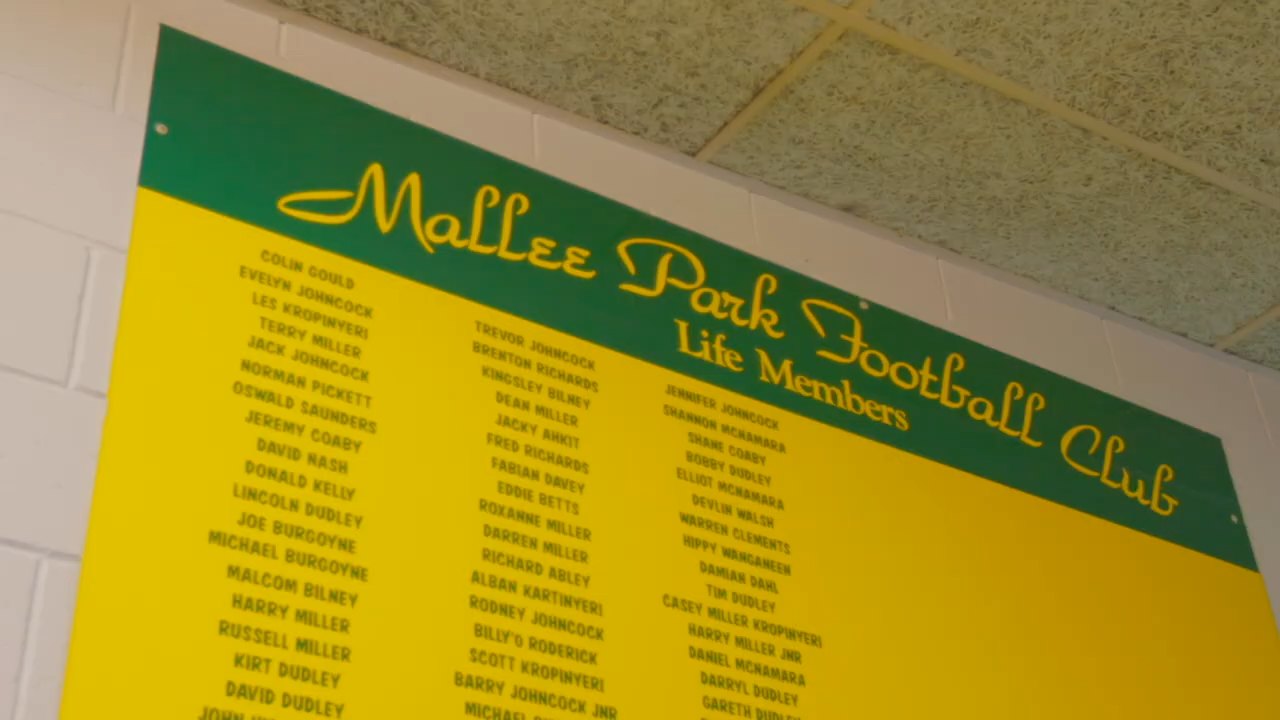 Mallee Park Football Club
Life Members
COLIN GOULD
EVELYN JOHNCOCK
LES KROPINYERI
TERRY MILLER
JACK JOHNCOCK
NORMAN PICKETT
OSWALD SAUNDERS
JEREMY COABY
DAVID NASH
DONALD KELLY
LINCOLN DUDLEY
JOE BURGOYNE
MICHAEL BURGOYNE
MALCOM BILNEY
HARRY MILLER
RUSSELL MILLER
KIRT DUDLEY
DAVID DUDLEY
JOHN
TREVOR JOHNCOCK
BRENTON RICHARDS
KINGSLEY BILNEY
DEAN MILLER
JACKY AHKIT
FRED RICHARDS
FABIAN DAVEY
EDDIE BETTS
ROXANNE MILLER
DARREN MILLER
RICHARD ABLEY
ALBAN KARTINYERI
RODNEY JOHNCOCK
BILLY'O RODERICK
SCOTT KROPINYERI
BARRY JOHNCOCK JNR
MICHAEL
JENNIFER JOHNCOCK
SHANNON MCNAMARA
SHANE COABY
BOBBY DUDLEY
ELLIOT MCNAMARA
DEVLIN WALSH
WARREN CLEMENTS
HIPPY WANGANEEN
DAMIAN DAHL
TIM DUDLEY
CASEY MILLER KROPINYERI
HARRY MILLER JNR
DANIEL MCNAMARA
DARRYL DUDLEY
GARETH DUDLEY